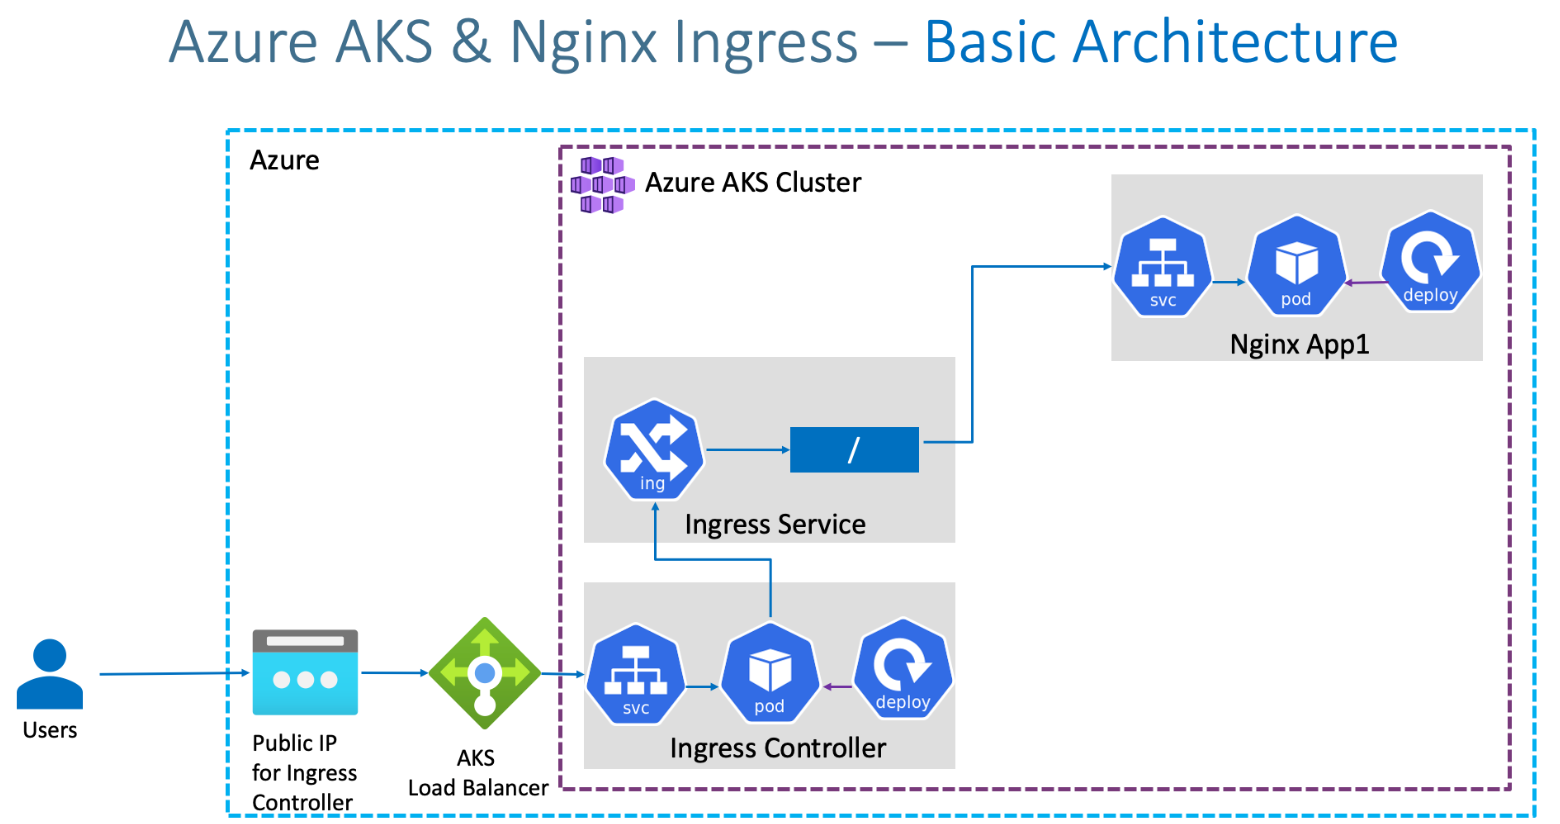 Azure AKS & Nginx Ingress – Basic Architecture
Azure
Azure AKS Cluster
svc
pod
deploy
Nginx App1
ing
/
Ingress Service
svc
pod
deploy
Ingress Controller
Users
Public IP
for Ingress
Controller
AKS
Load Balancer